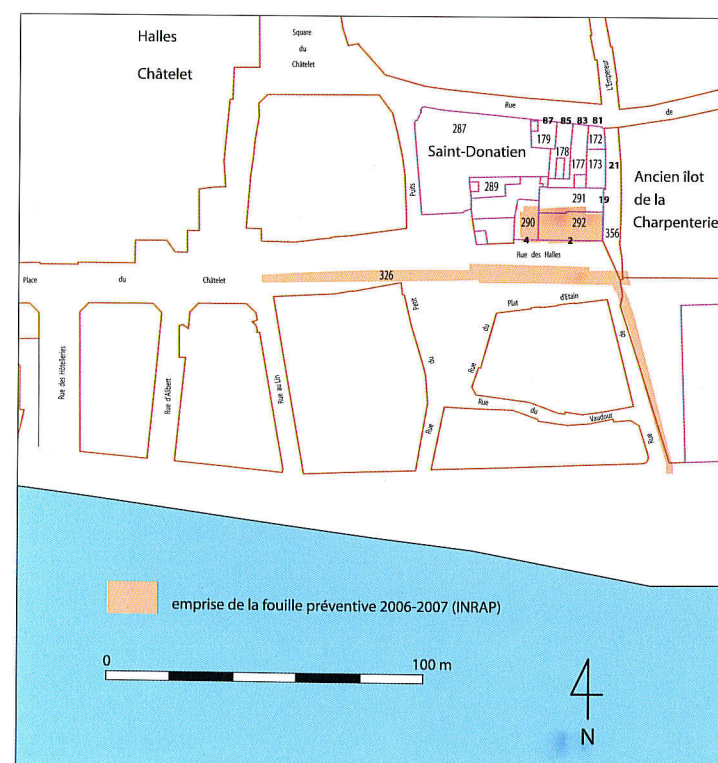 Halles
Châtelet
Square
du
Châtelet
L'Empereur
Rue
de
87 85 83 81
287
179
178
172
177
173
21
Saint-Donatien
Puits
289
291
19
290
292
356
4
2
Ancien îlot
de la
Charpenterie
Rue des Halles
Place
du
Châtelet
326
Rue des Hôtelleries
Rue d'Alibert
Rue au Lin
Petit
du
Rue
Rue
du
Plat
d'Etain
Rue
du
Vaudour
de
Rue
emprise de la fouille préventive 2006-2007 (INRAP)
0
100 m
N